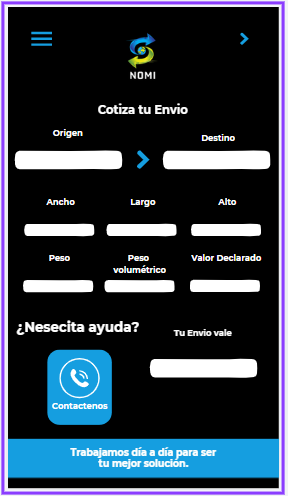 NOMI
Cotiza tu Envio
Origen
Destino
Ancho
Largo
Alto
Peso
Peso
volumétrico
Valor Declarado
¿Nesecita ayuda?
Tu Envio vale
Contactenos
Trabajamos día a día para ser
tu mejor solución.